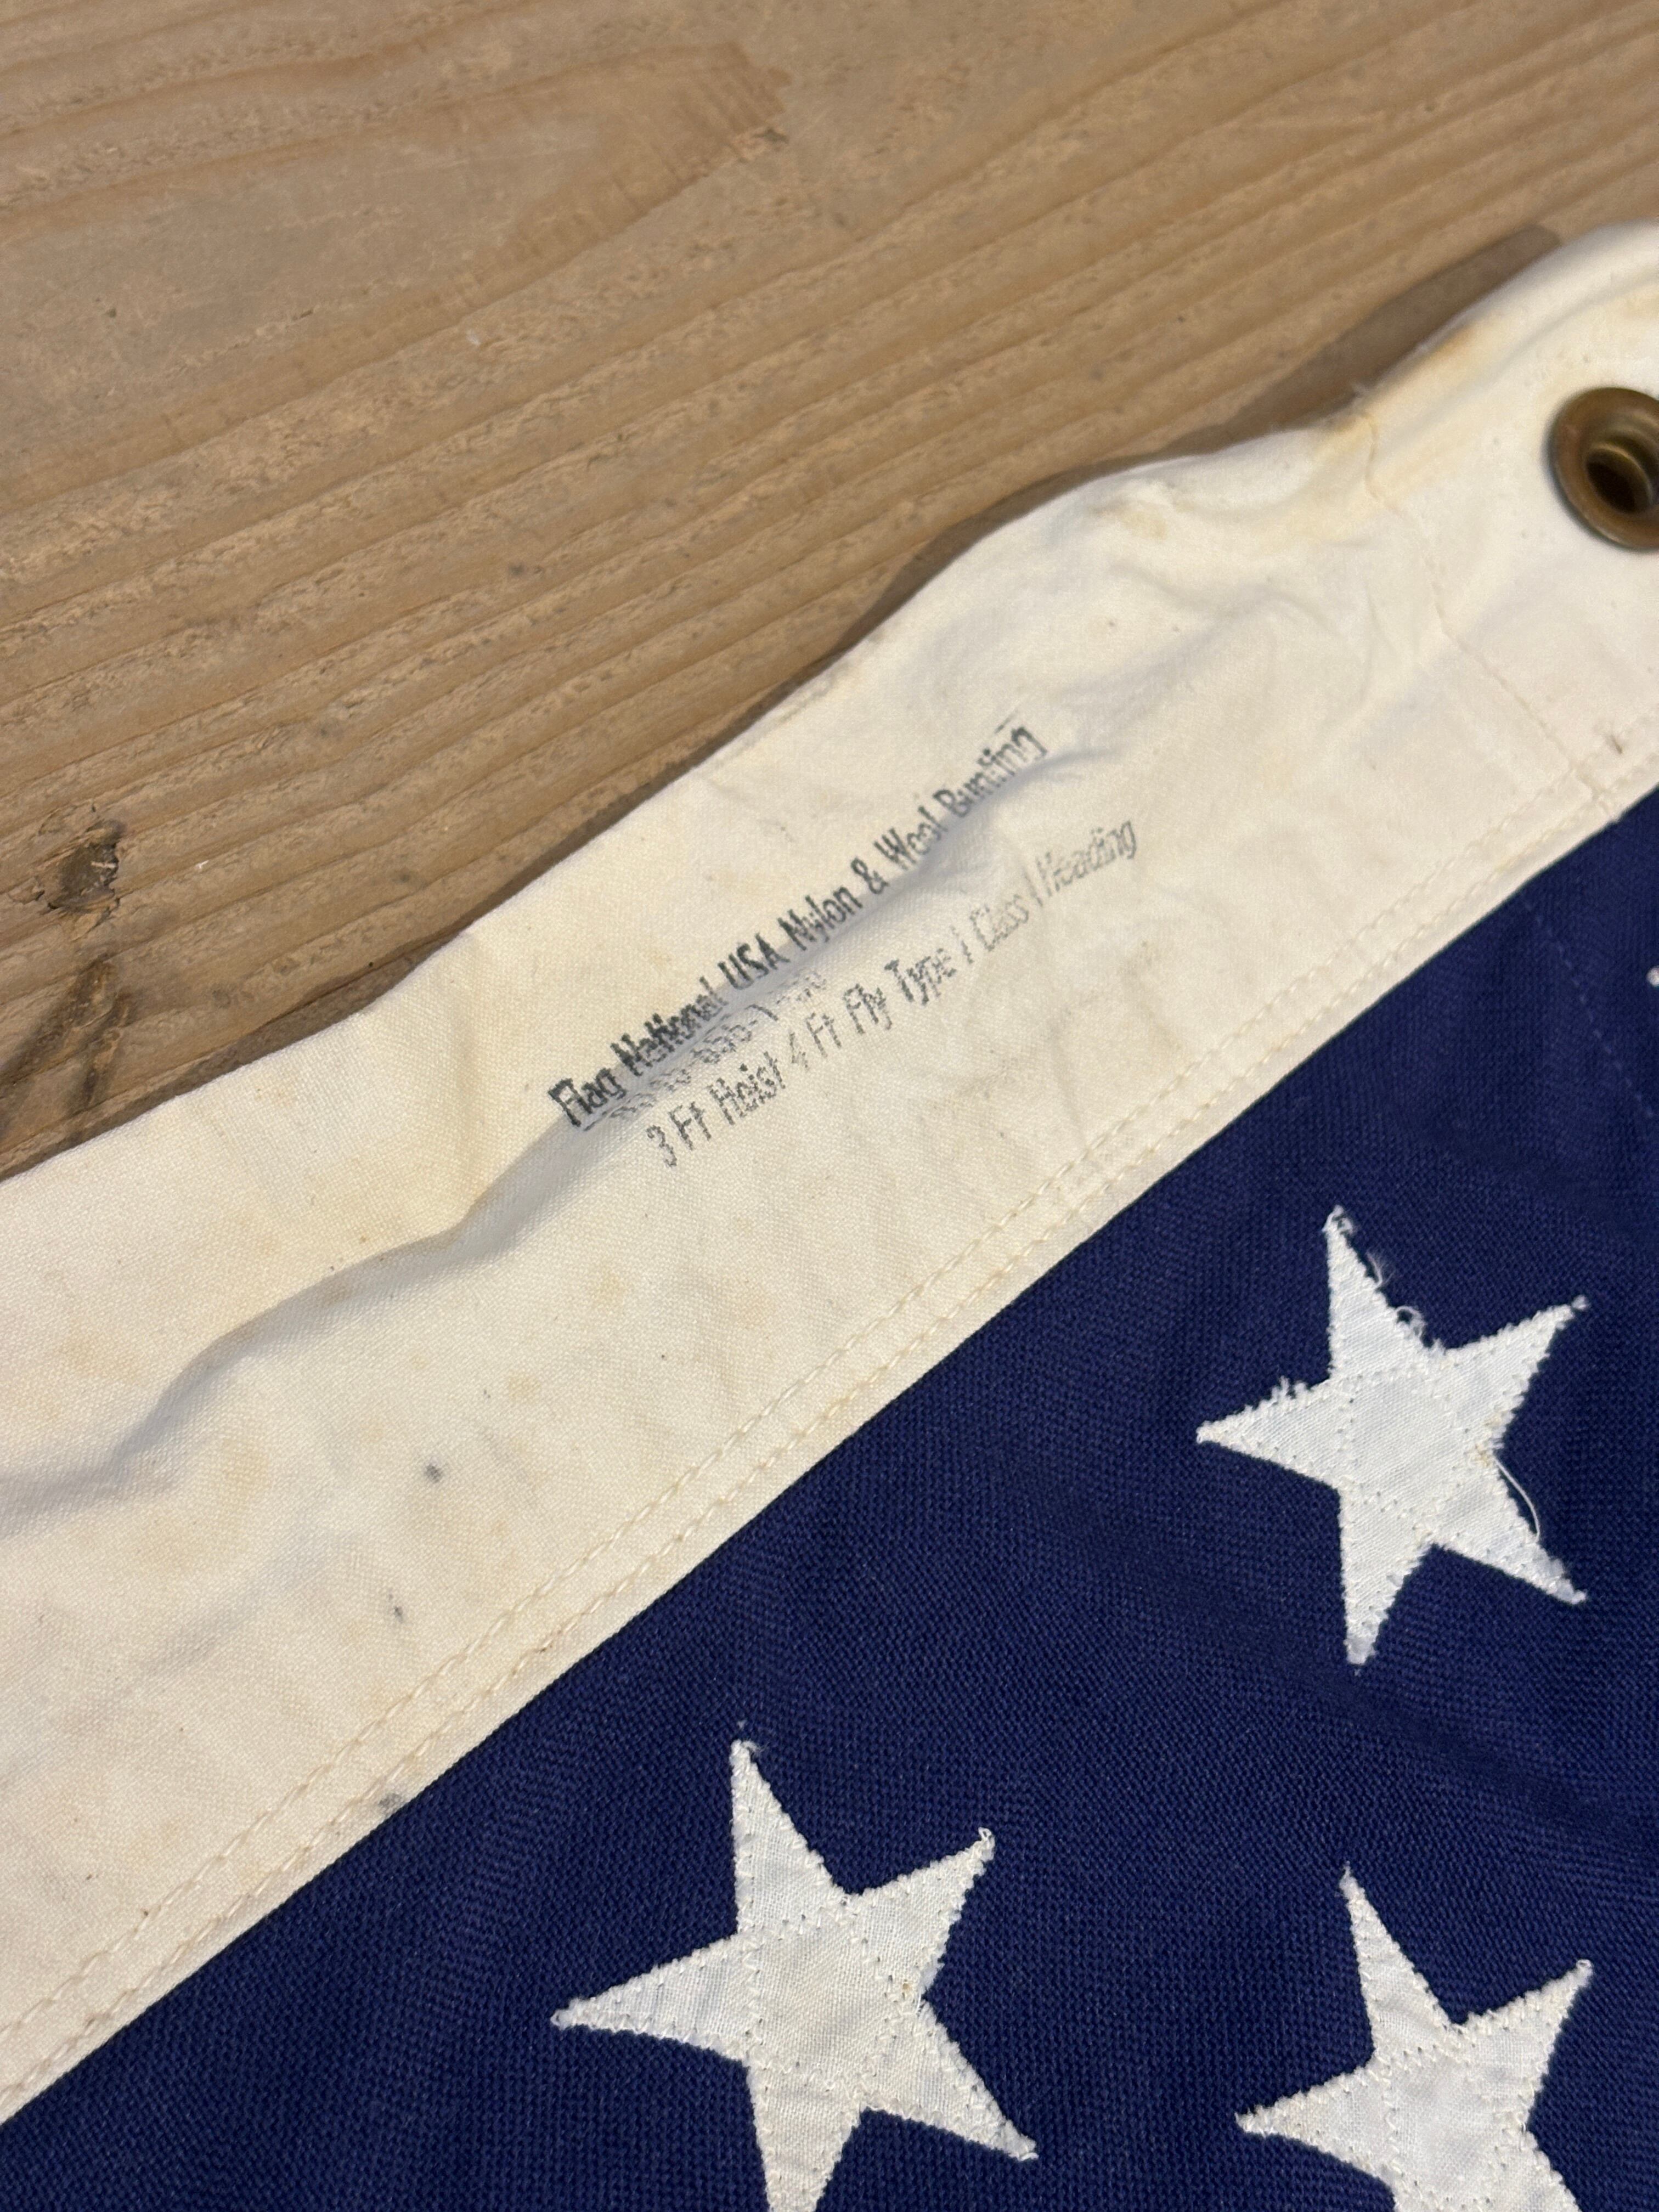 Flag National USA Nylon & Wool Bunting
3 Ft Hoist 4 Ft Fly Type I Class I Heading